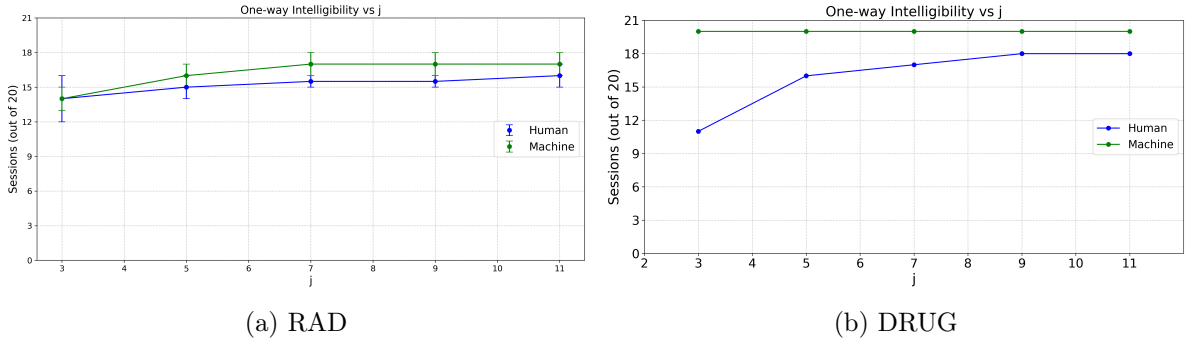 One-way Intelligibility vs j
Sessions (out of 20)
21
18
15
12
9
6
3
0
3 4 5 6 7 8 9 10 11
j
Human
Machine
(a) RAD
One-way Intelligibility vs j
Sessions (out of 20)
21
18
15
12
9
6
3
0
2 3 4 5 6 7 8 9 10 11
j
Human
Machine
(b) DRUG